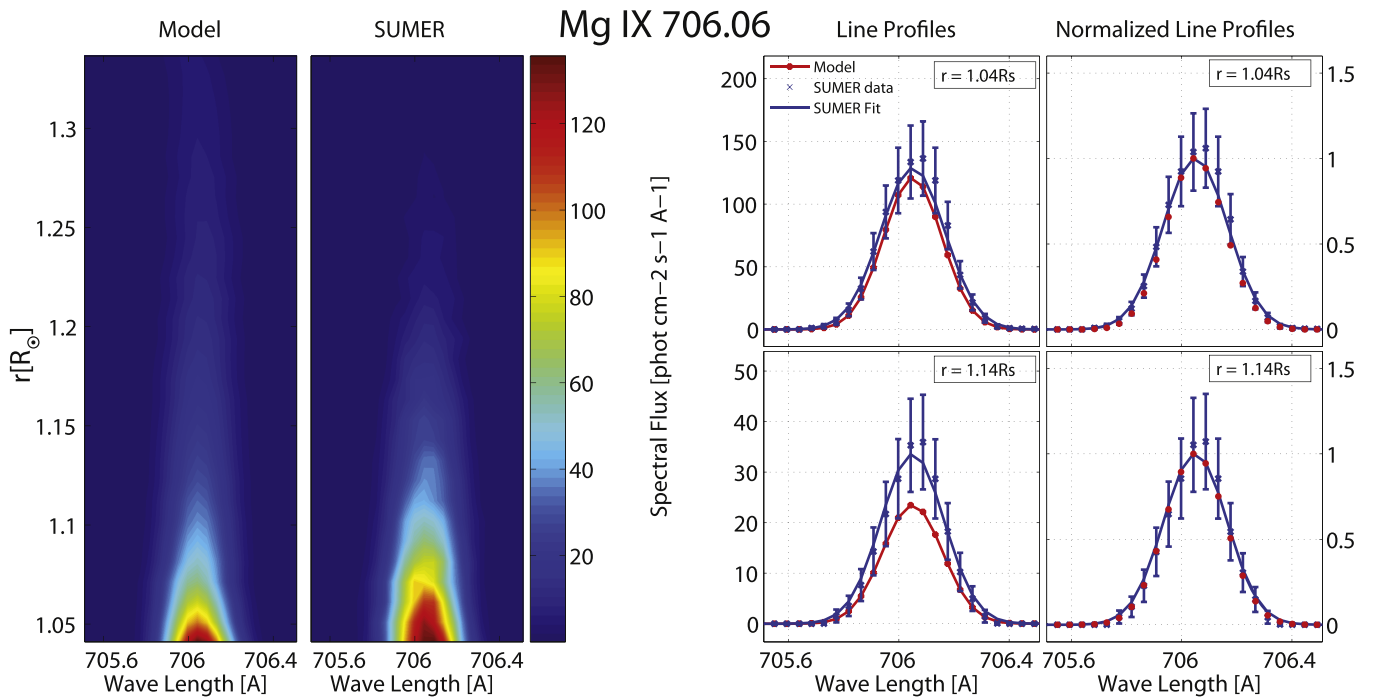 Mg IX 706.06
Model
SUMER
Line Profiles
Normalized Line Profiles
r[R☉]
1.3
1.25
1.2
1.15
1.1
1.05
705.6 706 706.4
Wave Length [A]
705.6 706 706.4
Wave Length [A]
120
100
80
60
40
20
Spectral Flux [phot cm−2 s−1 A−1]
Model
SUMER data
SUMER Fit
r = 1.04Rs
200
150
100
50
0
r = 1.04Rs
1.5
1
0.5
0
r = 1.14Rs
50
40
30
20
10
0
705.6 706 706.4
Wave Length [A]
r = 1.14Rs
1.5
1
0.5
0
705.6 706 706.4
Wave Length [A]